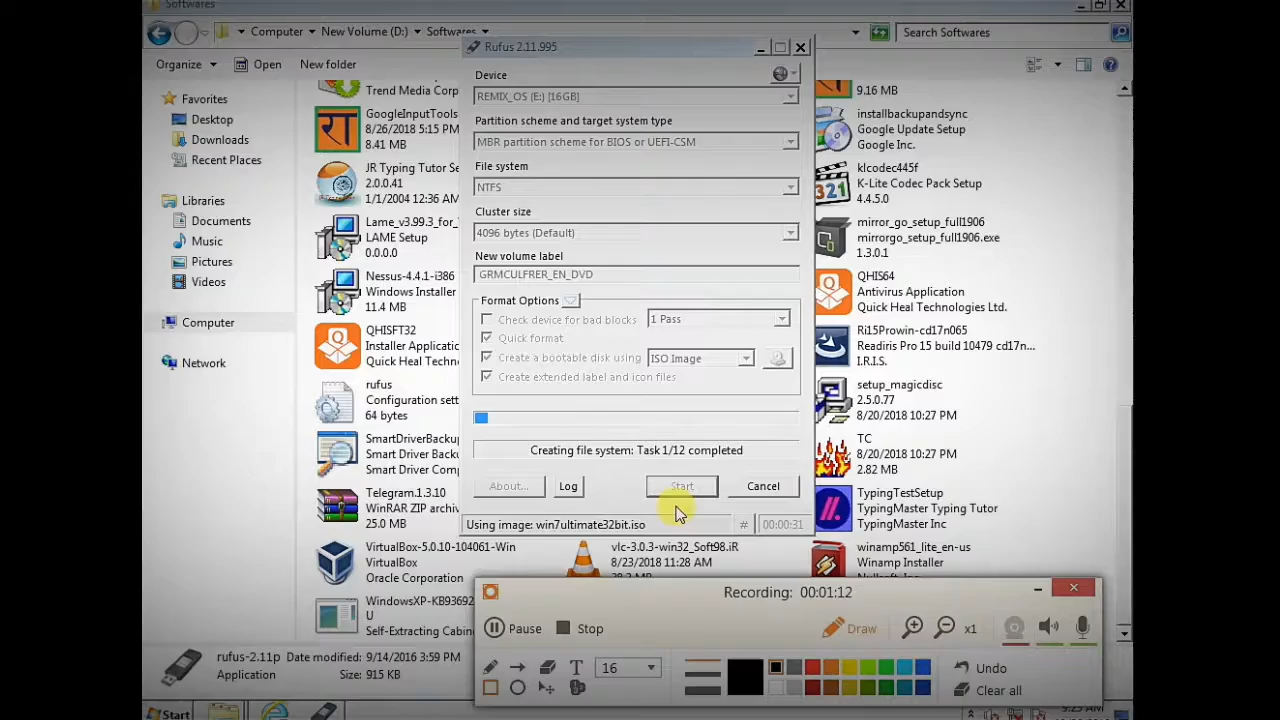 Softwares
Computer
New Volume (D:)
Softwares
Search Softwares
Organize
Open
New folder
Favorites
Desktop
Downloads
Recent Places
Libraries
Documents
Music
Pictures
Videos
Computer
Network
Trend Media Corp
GoogleInputTools
8/26/2018 5:15 PM
8.41 MB
JR Typing Tutor Se
2.0.0.41
1/1/2004 12:36 AM
Lame_v3.99.3_for_
LAME Setup
0.0.0.0
Nessus-4.4.1-i386
Windows Installer
11.4 MB
QHISFT32
Application
Quick Heal Techno
rufus
Configuration sett
64 bytes
SmartDriverBackup
Smart Driver Backu
Smart Driver Compo
Telegram.1.3.10
WinRAR ZIP archiv
25.0 MB
VirtualBox-5.0.10-104061-Win
VirtualBox
Oracle Corporation
WindowsXP-KB93692
U
Self-Extracting Cabin
Rufus 2.11.995
Device
REMIX_OS (E:) [16GB]
Partition scheme and target system type
MBR partition scheme for BIOS or UEFI-CSM
File system
NTFS
Cluster size
4096 bytes (Default)
New volume label
GRMCULFRER_EN_DVD
Format Options
Check device for bad blocks
1 Pass
Quick format
Create a bootable disk using
ISO Image
Create extended label and icon files
Creating file system: Task 1/12 completed
About...
Log
Start
Cancel
Using image: win7ultimate32bit.iso
#
00:00:31
vlc-3.0.3-win32_Soft98.iR
8/23/2018 11:28 AM
9.16 MB
installbackupandsync
Google Update Setup
Google Inc.
klcodec445f
K-Lite Codec Pack Setup
4.4.5.0
321
mirror_go_setup_full1906
mirrorgo_setup_full1906.exe
1.3.0.1
QHIS64
Antivirus Application
Quick Heal Technologies Ltd.
Ri15Prowin-cd17n065
Readiris Pro 15 build 10479 cd17n...
I.R.I.S.
setup_magicdisc
2.5.0.77
8/20/2018 10:27 PM
TC
8/20/2018 10:27 PM
2.82 MB
TypingTestSetup
TypingMaster Typing Tutor
TypingMaster Inc
winamp561_lite_en-us
Winamp Installer
Recording: 00:01:12
Pause
Stop
Draw
x1
T
16
Undo
Clear all
rufus-2.11p Date modified: 9/14/2016 3:59 PM
Application Size: 915 KB
Start